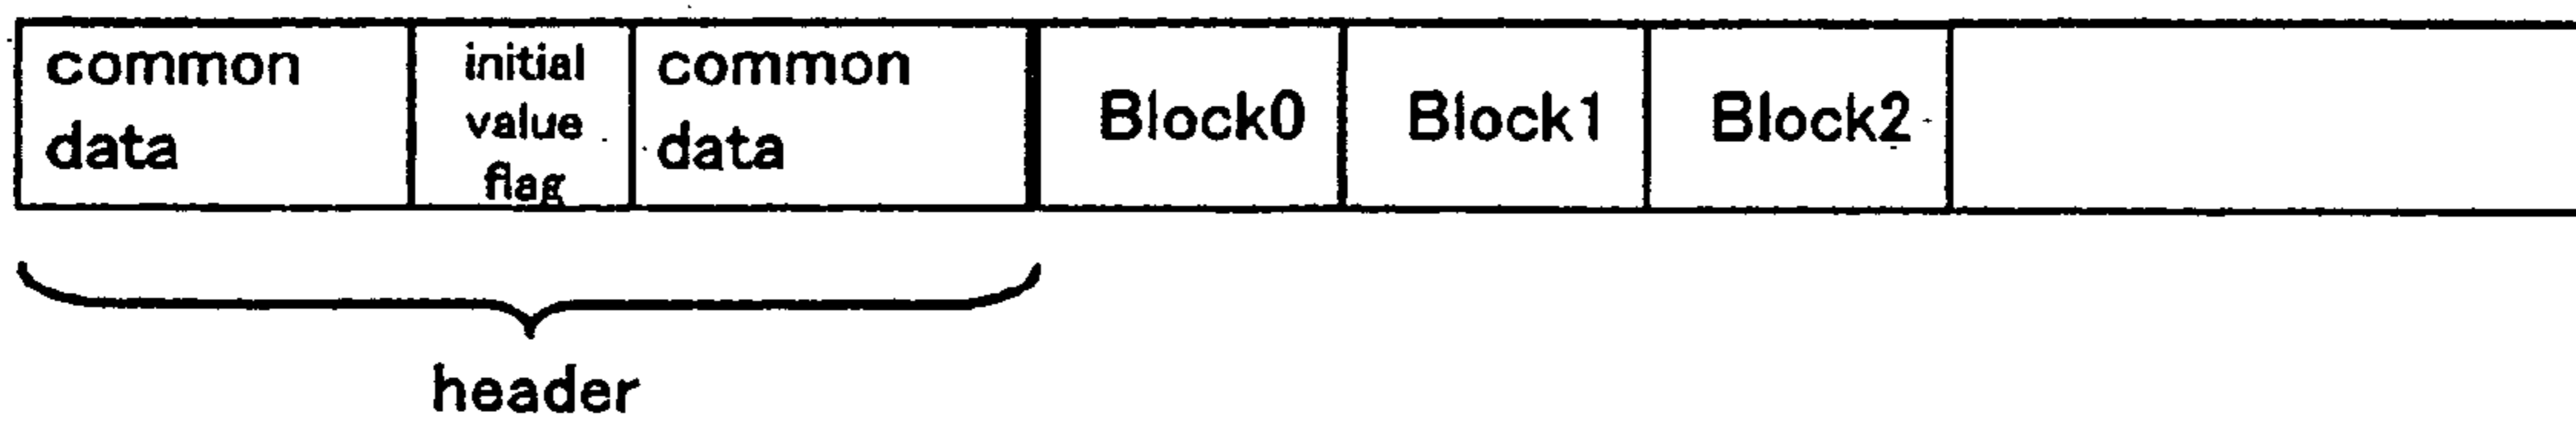 common
data
initial
value
flag
common
data
Block0
Block1
Block2
header